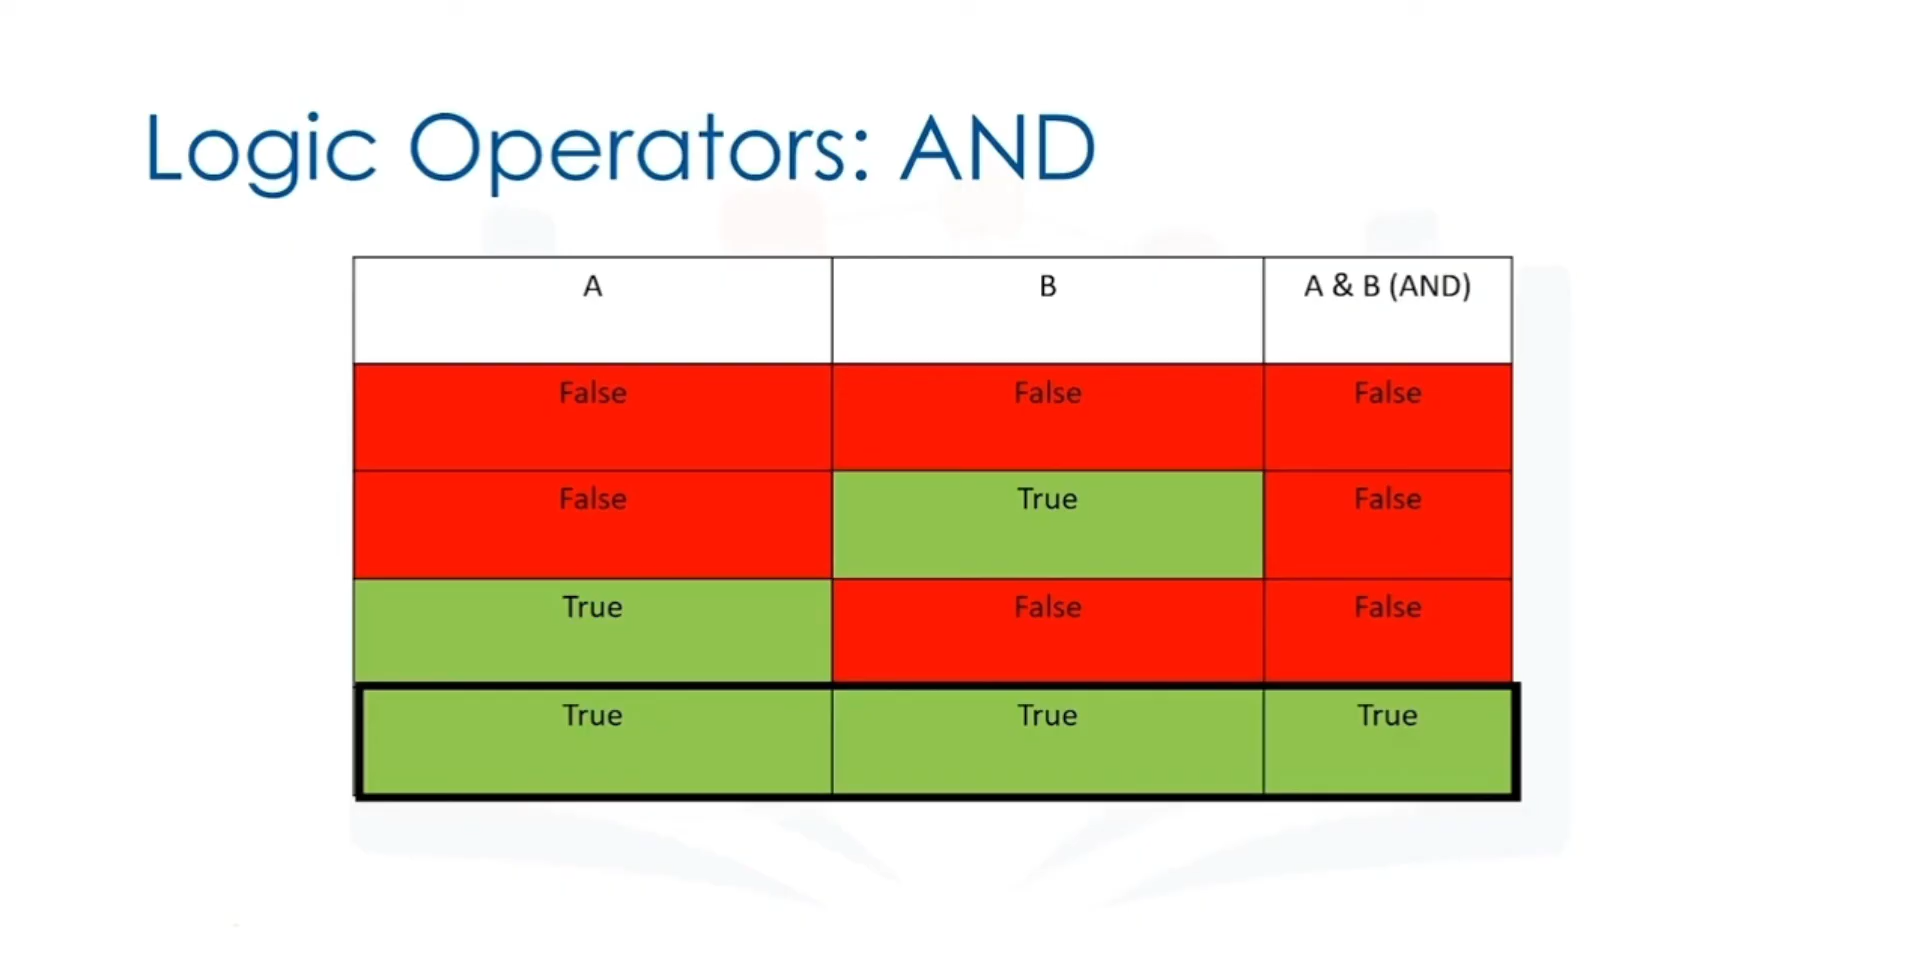 Logic Operators: AND
A B A & B (AND)
False False False
False True False
True False False
True True True